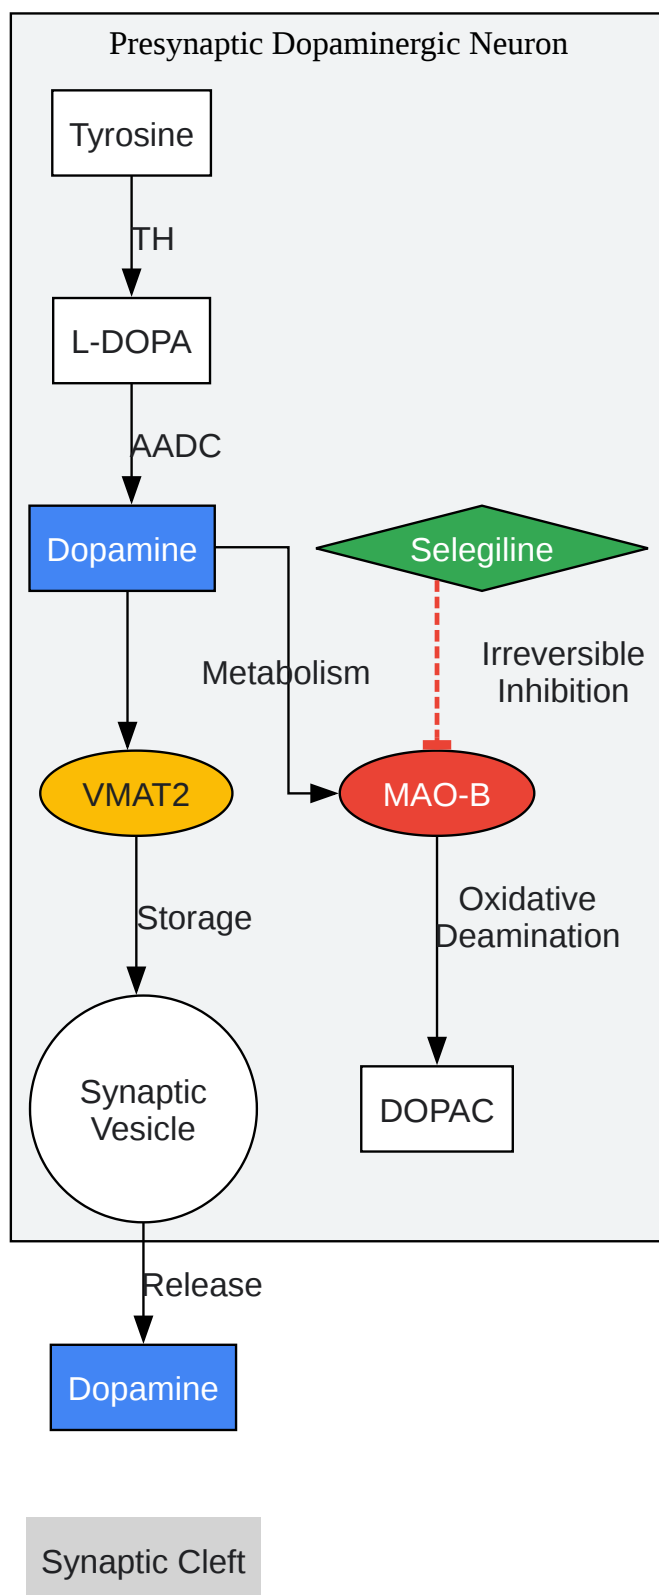 Presynaptic Dopaminergic Neuron
Tyrosine
TH
L-DOPA
AADC
Dopamine
Selegiline
Metabolism
Irreversible
Inhibition
VMAT2
MAO-B
Storage
Oxidative
Deamination
Synaptic
Vesicle
DOPAC
Release
Dopamine
Synaptic Cleft